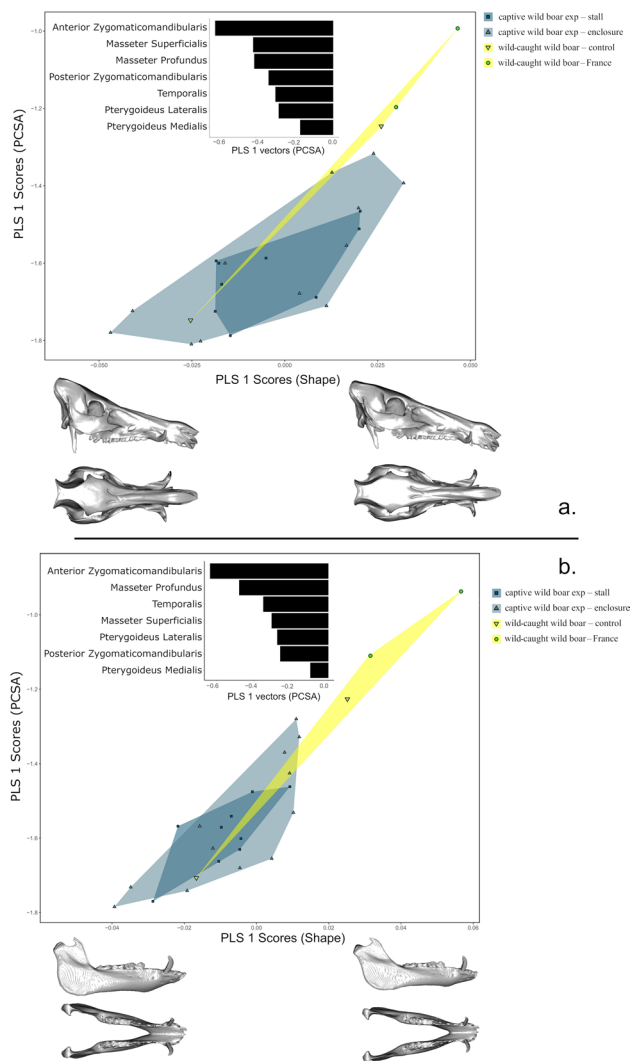 Anterior Zygomaticomandibularis
Masseter Superficialis
Masseter Profundus
Posterior Zygomaticomandibularis
Temporalis
Pterygoideus Lateralis
Pterygoideus Medialis
-0.6 -0.4 -0.2 0.0
PLS 1 vectors (PCSA)
captive wild boar exp – stall
captive wild boar exp – enclosure
wild-caught wild boar – control
wild-caught wild boar – France
PLS 1 Scores (PCSA)
-1.0
-1.2
-1.4
-1.6
-1.8
-0.050 -0.025 0.000 0.025 0.050
PLS 1 Scores (Shape)
a.
b.
Anterior Zygomaticomandibularis
Masseter Profundus
Temporalis
Masseter Superficialis
Pterygoideus Lateralis
Posterior Zygomaticomandibularis
Pterygoideus Medialis
-0.6 -0.4 -0.2 0.0
PLS 1 vectors (PCSA)
captive wild boar exp – stall
captive wild boar exp – enclosure
wild-caught wild boar – control
wild-caught wild boar – France
PLS 1 Scores (PCSA)
-1.0
-1.2
-1.4
-1.6
-1.8
-0.04 -0.02 0.00 0.02 0.04 0.06
PLS 1 Scores (Shape)